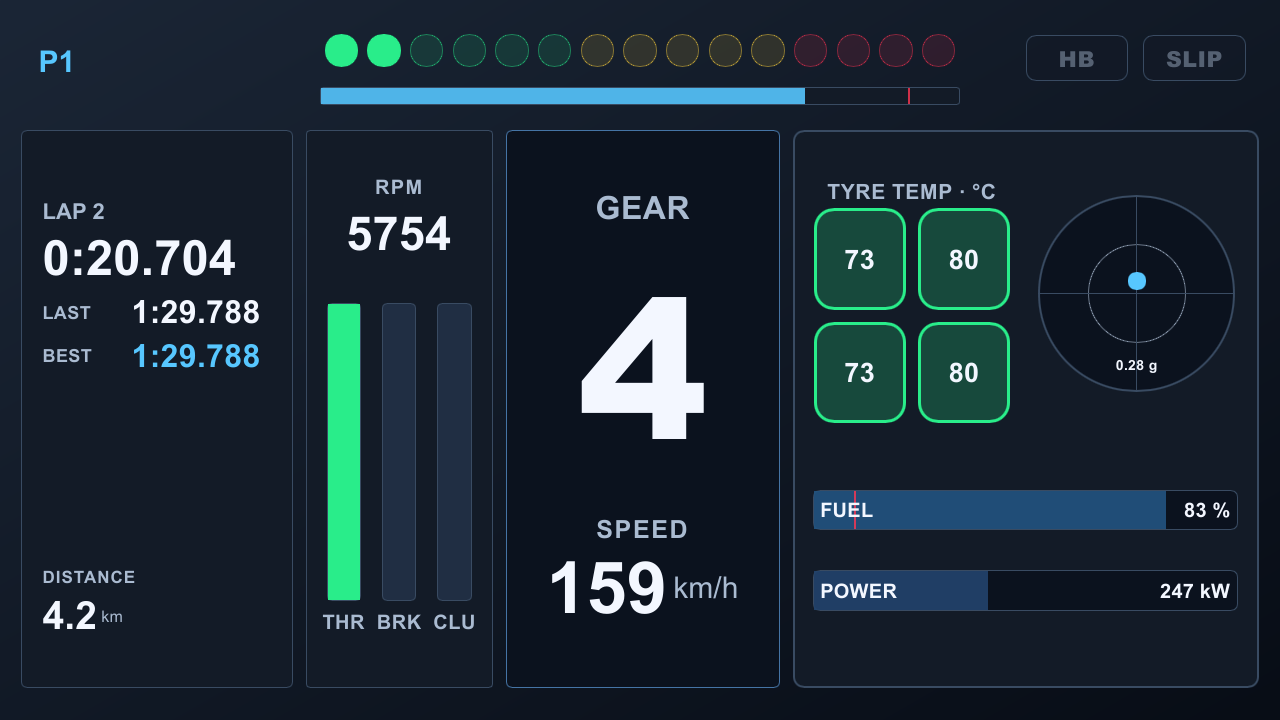 P1
HB SLIP
LAP 2
0:20.704
LAST 1:29.788
BEST 1:29.788
DISTANCE
4.2 km
RPM
5754
THR BRK CLU
GEAR
4
SPEED
159 km/h
TYRE TEMP · °C
73 80
73 80
0.28 g
FUEL 83 %
POWER 247 kW